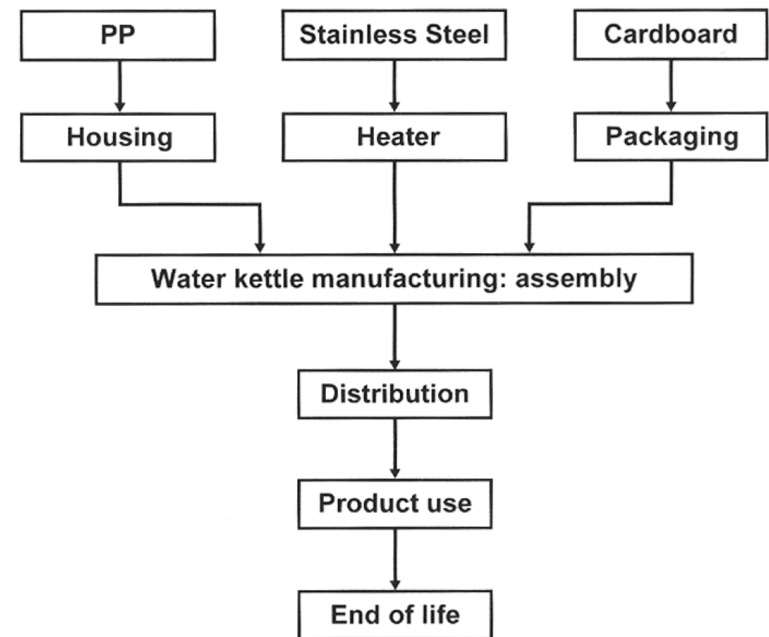 PP
Stainless Steel
Cardboard
Housing
Heater
Packaging
Water kettle manufacturing: assembly
Distribution
Product use
End of life